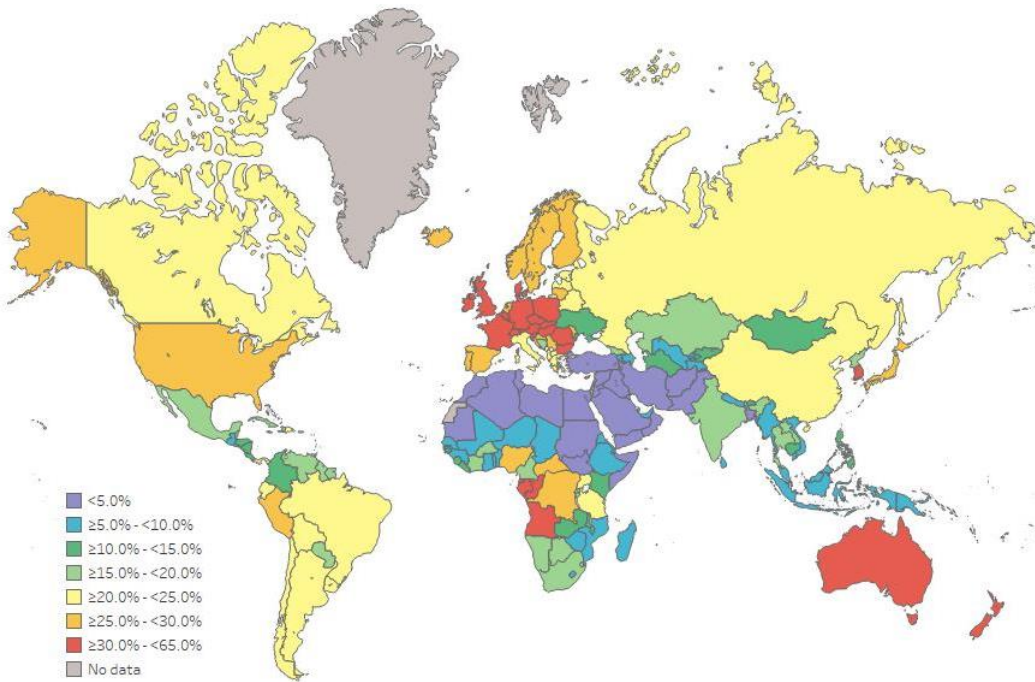 <5.0%
≥5.0% - <10.0%
≥10.0% - <15.0%
≥15.0% - <20.0%
≥20.0% - <25.0%
≥25.0% - <30.0%
≥30.0% - <65.0%
No data